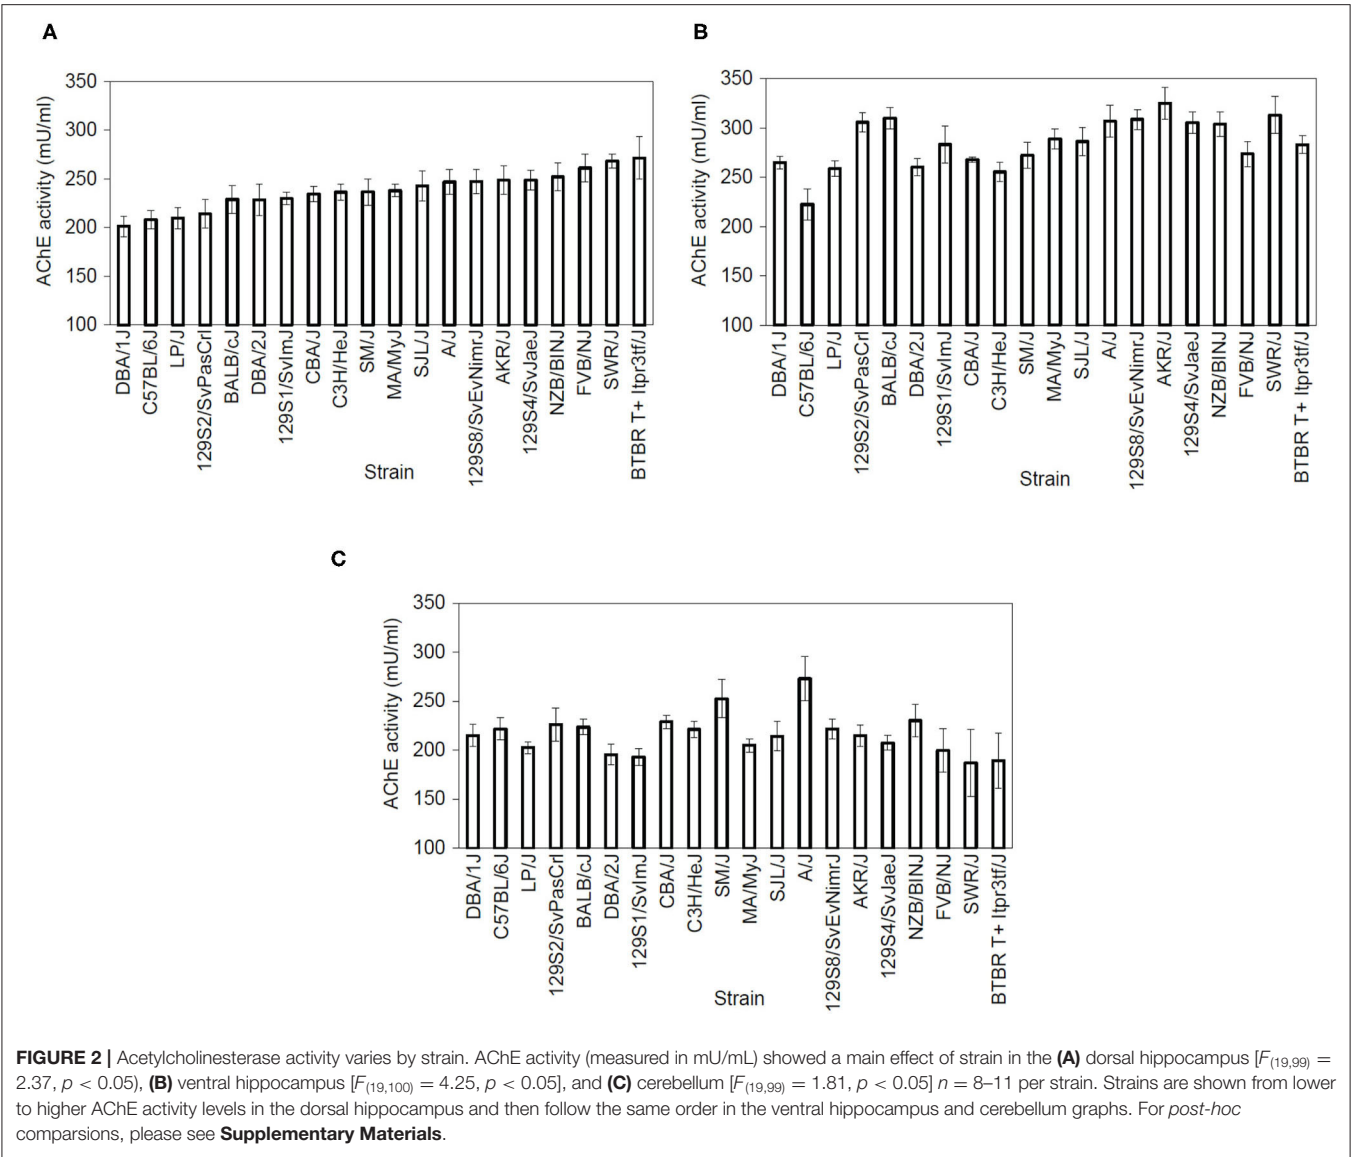 A
350
300
250
200
150
100
AChE activity (mU/ml)
DBA/1J
C57BL/6J
LP/J
129S2/SvPasCrl
BALB/cJ
DBA/2J
129S1/SvImJ
CBA/J
C3H/HeJ
SM/J
MA/MyJ
SJL/J
A/J
129S8/SvEvNimrJ
AKR/J
129S4/SvJaeJ
NZB/BINJ
FVB/NJ
SWR/J
BTBR T+ Itpr3tf/J
Strain
B
350
300
250
200
150
100
AChE activity (mU/ml)
DBA/1J
C57BL/6J
LP/J
129S2/SvPasCrl
BALB/cJ
DBA/2J
129S1/SvImJ
CBA/J
C3H/HeJ
SM/J
MA/MyJ
SJL/J
A/J
129S8/SvEvNimrJ
AKR/J
129S4/SvJaeJ
NZB/BINJ
FVB/NJ
SWR/J
BTBR T+ Itpr3tf/J
Strain
C
350
300
250
200
150
100
AChE activity (mU/ml)
DBA/1J
C57BL/6J
LP/J
129S2/SvPasCrl
BALB/cJ
DBA/2J
129S1/SvImJ
CBA/J
C3H/HeJ
SM/J
MA/MyJ
SJL/J
A/J
129S8/SvEvNimrJ
AKR/J
129S4/SvJaeJ
NZB/BINJ
FVB/NJ
SWR/J
BTBR T+ Itpr3tf/J
Strain
FIGURE 2 | Acetylcholinesterase activity varies by strain. AChE activity (measured in mU/mL) showed a main effect of strain in the (A) dorsal hippocampus [F(19,99) =
2.37, p < 0.05), (B) ventral hippocampus [F(19,100) = 4.25, p < 0.05], and (C) cerebellum [F(19,99) = 1.81, p < 0.05] n = 8–11 per strain. Strains are shown from lower
to higher AChE activity levels in the dorsal hippocampus and then follow the same order in the ventral hippocampus and cerebellum graphs. For post-hoc
comparsions, please see Supplementary Materials.